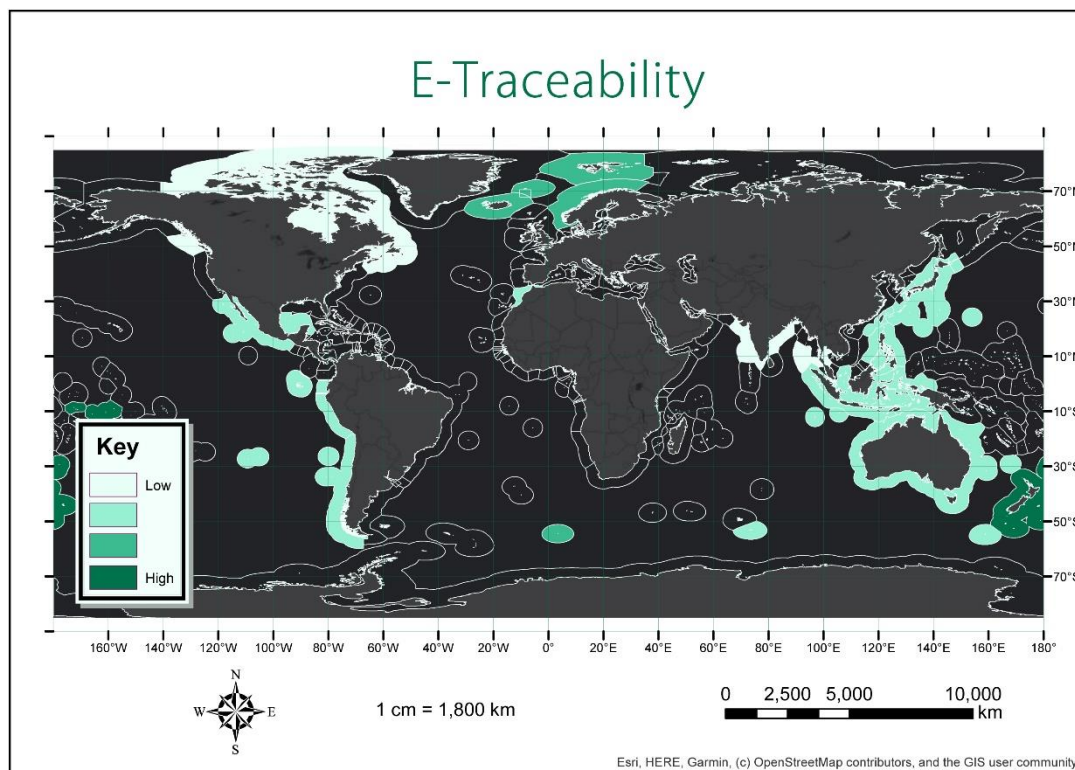 E-Traceability
70°N
50°N
30°N
10°N
10°S
30°S
50°S
70°S
Key
Low
High
160°W 140°W 120°W 100°W 80°W 60°W 40°W 20°W 0° 20°E 40°E 60°E 80°E 100°E 120°E 140°E 160°E 180°
N
W E
S
1 cm = 1,800 km
0 2,500 5,000 10,000
km
Esri, HERE, Garmin, (c) OpenStreetMap contributors, and the GIS user community